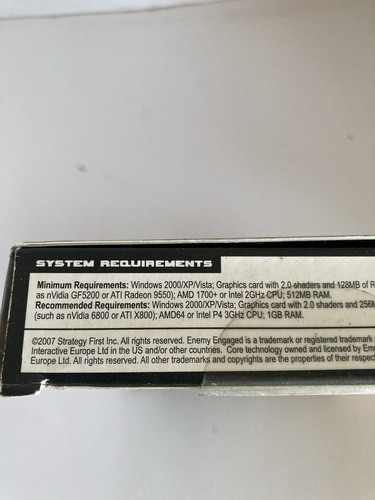 SYSTEM REQUIREMENTS
Minimum Requirements: Windows 2000/XP/Vista; Graphics card with 2.0 shaders and 128MB of R
as nVidia GF5200 or ATI Radeon 9550); AMD 1700+ or Intel 2GHz CPU; 512MB RAM.
Recommended Requirements: Windows 2000/XP/Vista; Graphics card with 2.0 shaders and 256M
(such as nVidia 6800 or ATI X800); AMD64 or Intel P4 3GHz CPU; 1GB RAM.
©2007 Strategy First Inc. All rights reserved. Enemy Engaged is a trademark or registered trademark
Interactive Europe Ltd in the US and/or other countries. Core technology owned and licensed by Em
Europe Ltd. All rights reserved. All other trademarks and copyrights are the properties of their respec